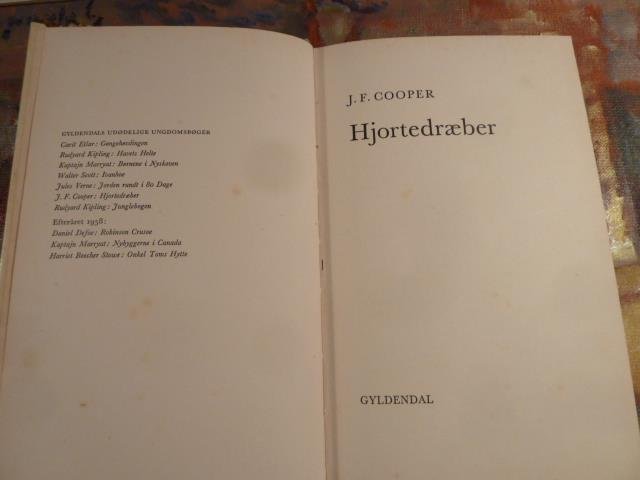 GYLDENDALS UDØDELIGE UNGDOMSBØGER
Carit Etlar: Gøngehøvdingen
Rudyard Kipling: Havets Helte
Kaptajn Marryat: Børnene i Nyskoven
Walter Scott: Ivanhoe
Jules Verne: Jorden rundt i 80 Dage
J. F. Cooper: Hjortedræber
Rudyard Kipling: Junglebogen
Efteråret 1958:
Daniel Defoe: Robinson Crusoe
Kaptajn Marryat: Nybyggerne i Canada
Harriet Beecher Stowe: Onkel Toms Hytte
J. F. COOPER
Hjortedræber
GYLDENDAL